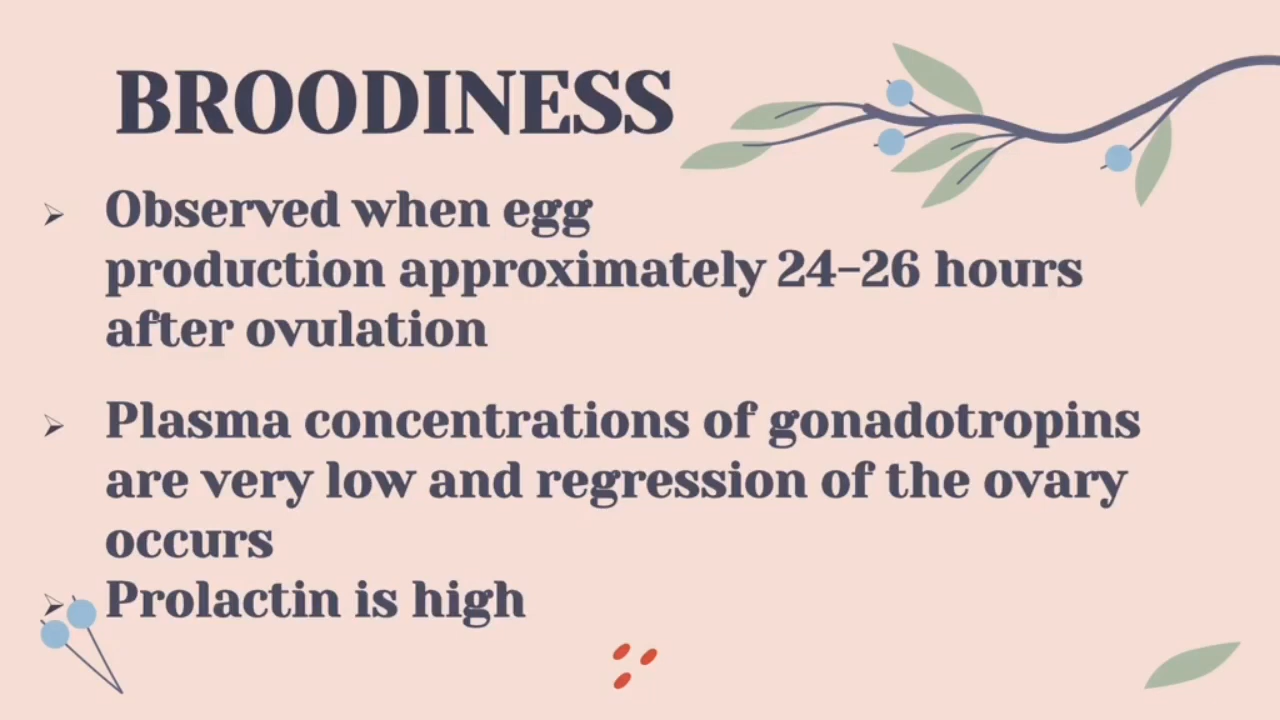 BROODINESS
Observed when egg
production approximately 24-26 hours
after ovulation
Plasma concentrations of gonadotropins
are very low and regression of the ovary
occurs
Prolactin is high